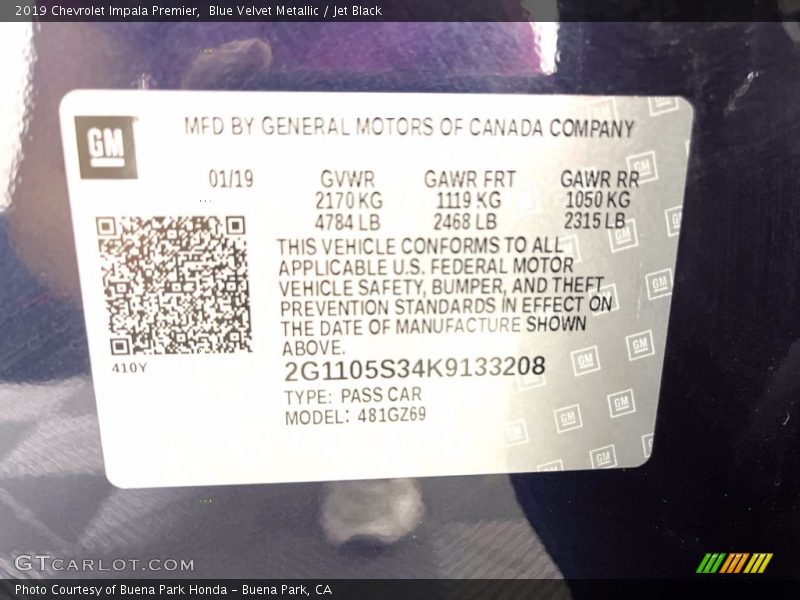 2019 Chevrolet Impala Premier, Blue Velvet Metallic / Jet Black
GM
MFD BY GENERAL MOTORS OF CANADA COMPANY
01/19 GVWR GAWR FRT GAWR RR
2170 KG 1119 KG 1050 KG
4784 LB 2468 LB 2315 LB
THIS VEHICLE CONFORMS TO ALL
APPLICABLE U.S. FEDERAL MOTOR
VEHICLE SAFETY, BUMPER, AND THEFT
PREVENTION STANDARDS IN EFFECT ON
THE DATE OF MANUFACTURE SHOWN
ABOVE.
410Y
2G1105S34K9133208
TYPE: PASS CAR
MODEL: 481GZ69
GTCARLOT.COM
Photo Courtesy of Buena Park Honda - Buena Park, CA